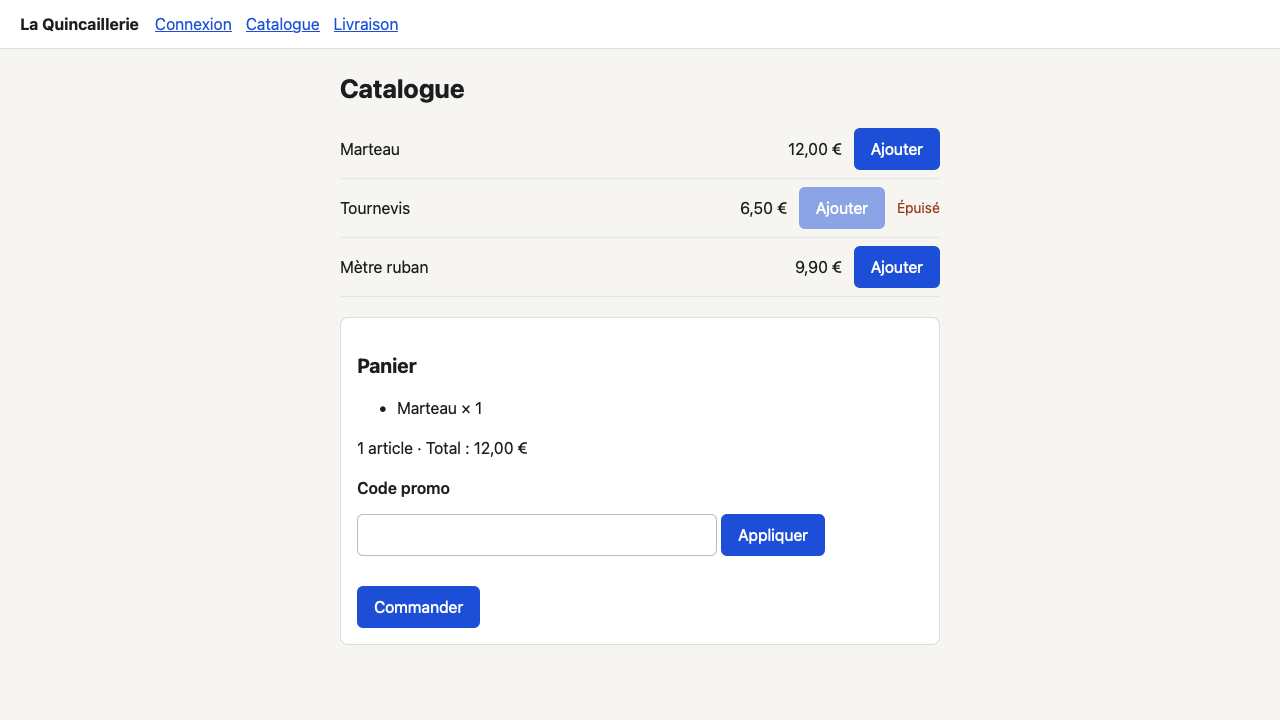 La Quincaillerie Connexion Catalogue Livraison
Catalogue
Marteau 12,00 € Ajouter
Tournevis 6,50 € Ajouter Épuisé
Mètre ruban 9,90 € Ajouter
Panier
• Marteau × 1
1 article · Total : 12,00 €
Code promo
Appliquer
Commander